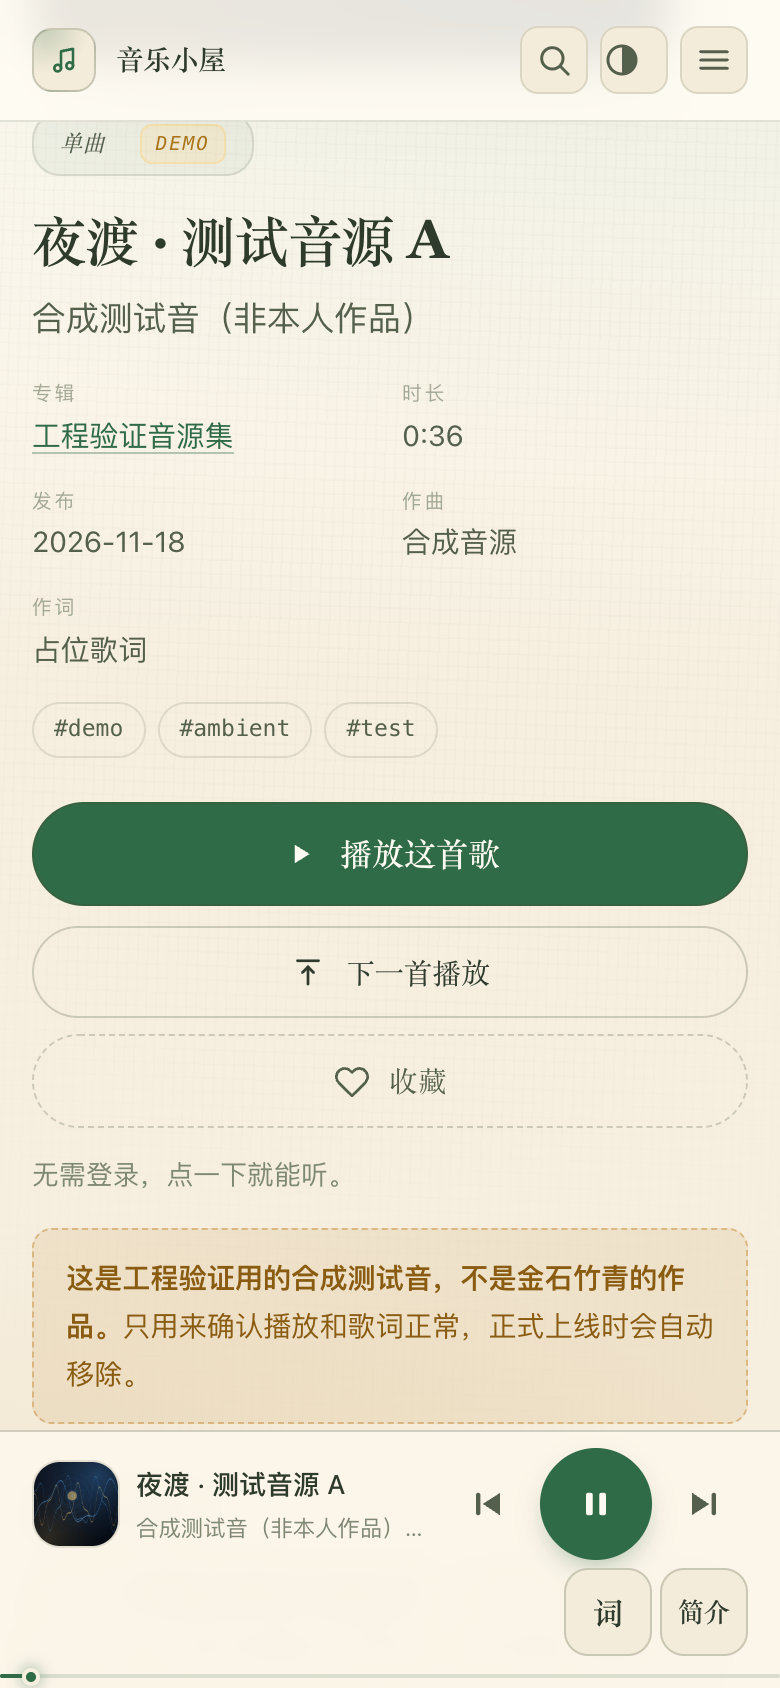 音乐小屋
单曲 DEMO
夜渡 · 测试音源 A
合成测试音（非本人作品）
专辑 时长
工程验证音源集 0:36
发布 作曲
2026-11-18 合成音源
作词
占位歌词
#demo #ambient #test
播放这首歌
下一首播放
收藏
无需登录，点一下就能听。
这是工程验证用的合成测试音，不是金石竹青的作
品。只用来确认播放和歌词正常，正式上线时会自动
移除。
夜渡 · 测试音源 A
合成测试音（非本人作品）...
词 简介